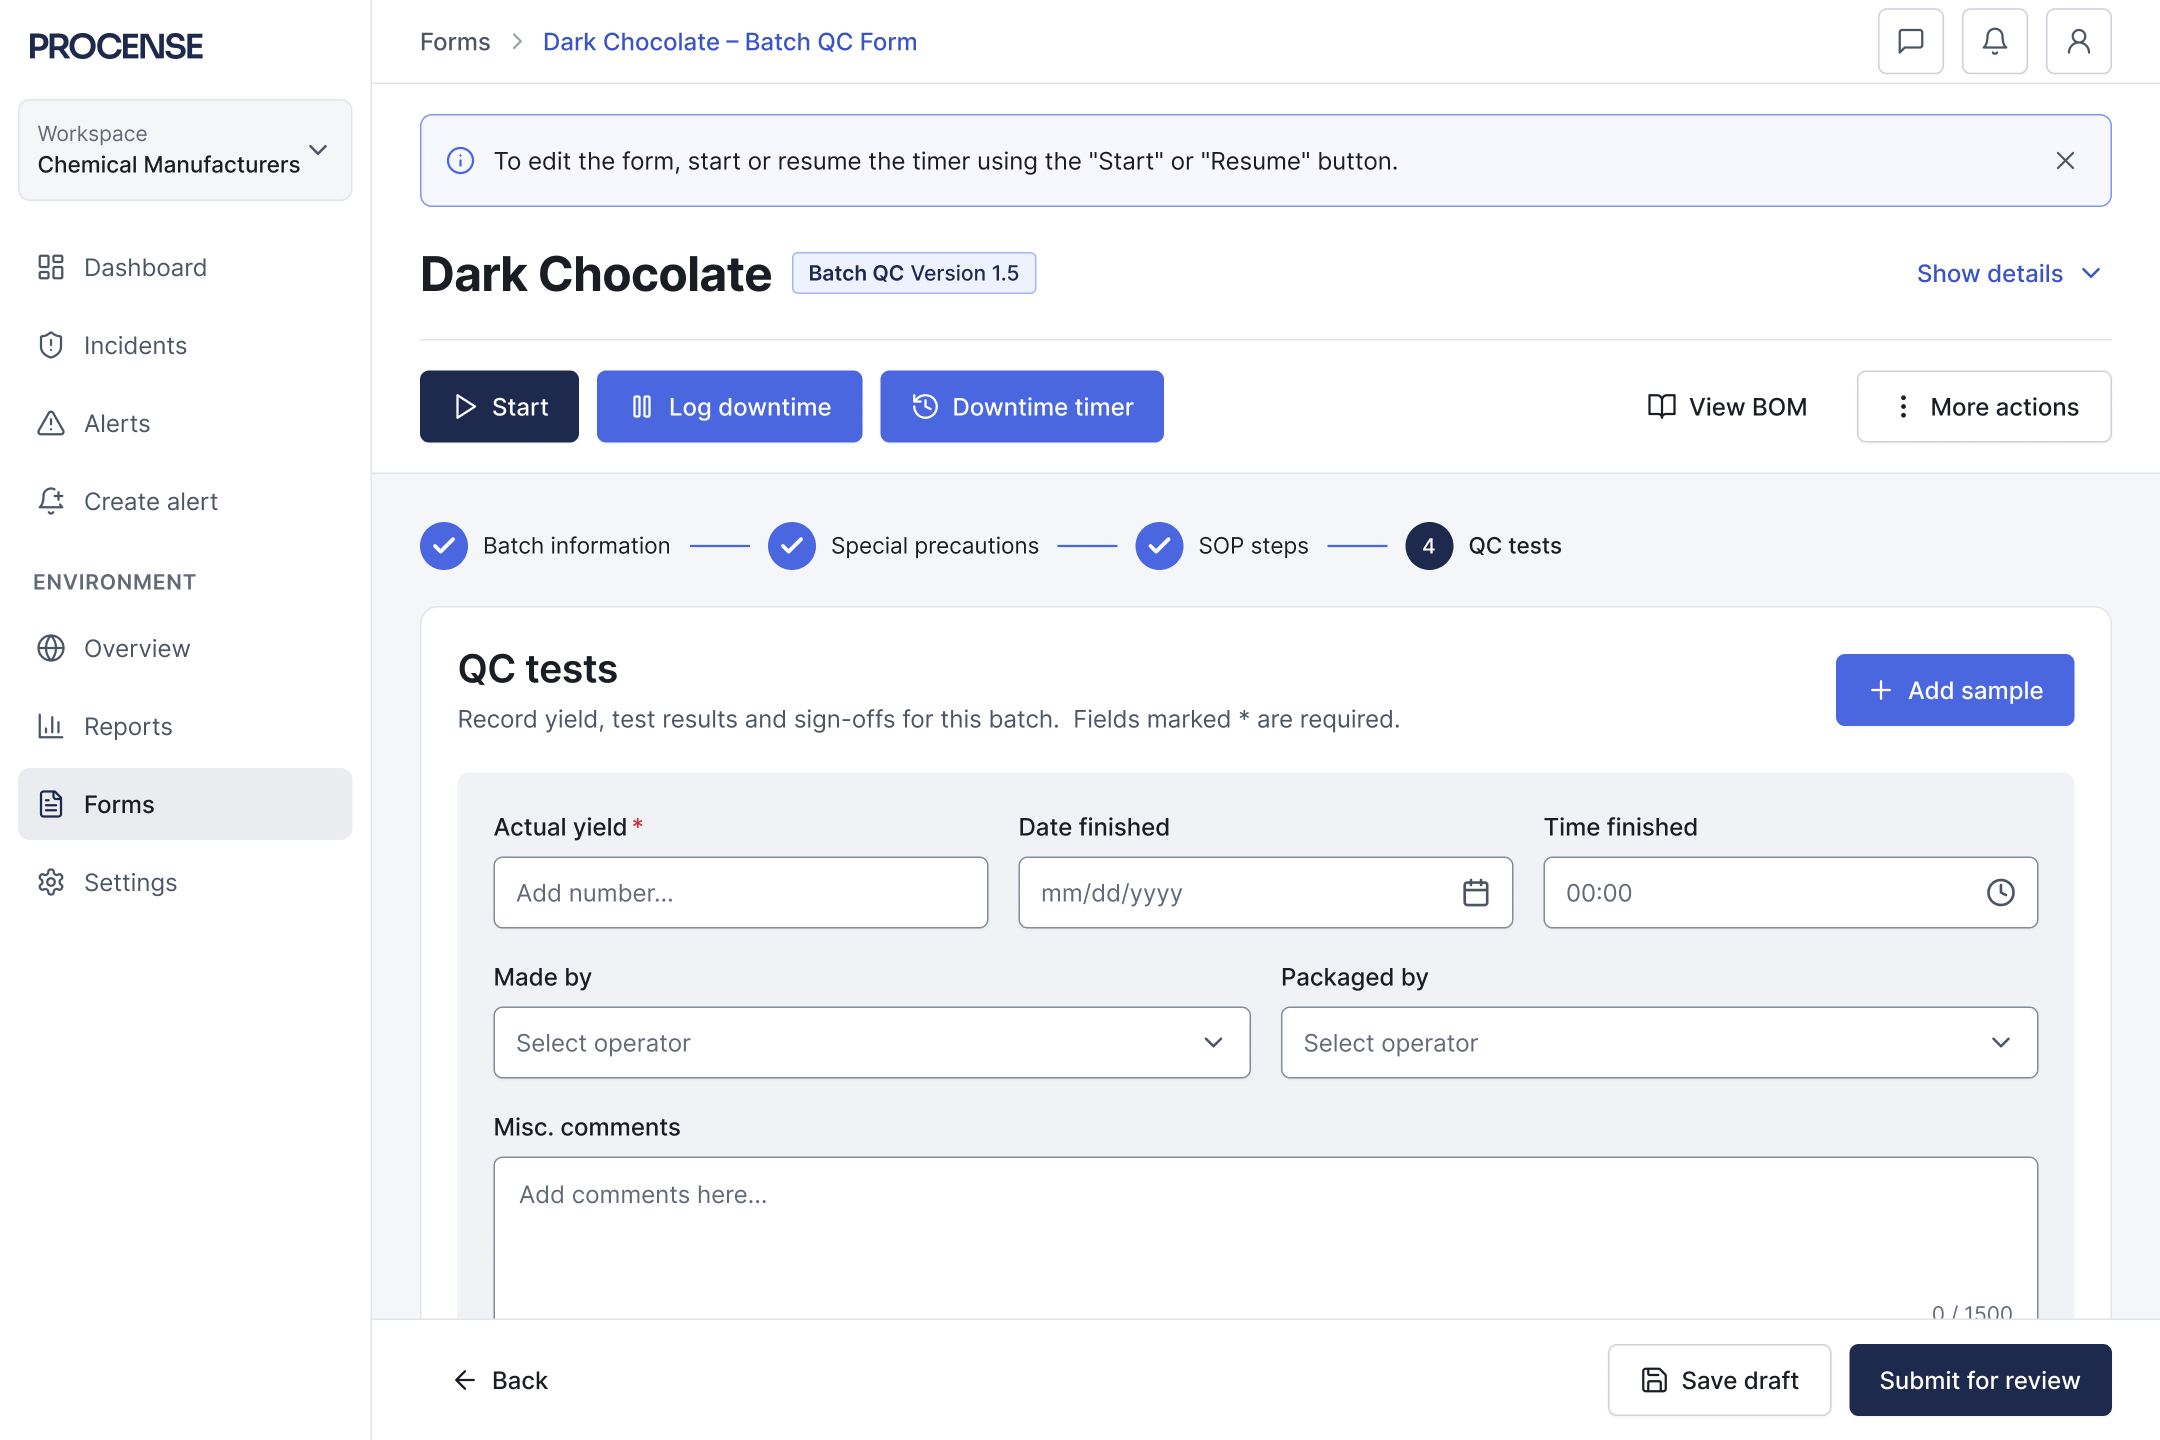 PROCENSE
Workspace
Chemical Manufacturers
Dashboard
Incidents
Alerts
Create alert
ENVIRONMENT
Overview
Reports
Forms
Settings
Forms > Dark Chocolate – Batch QC Form
To edit the form, start or resume the timer using the "Start" or "Resume" button.
Dark Chocolate Batch QC Version 1.5 Show details
Start Log downtime Downtime timer View BOM More actions
Batch information Special precautions SOP steps 4 QC tests
QC tests
Add sample
Record yield, test results and sign-offs for this batch. Fields marked * are required.
Actual yield * Date finished Time finished
Add number... mm/dd/yyyy 00:00
Made by Packaged by
Select operator Select operator
Misc. comments
Add comments here...
0 / 1500
Back Save draft Submit for review